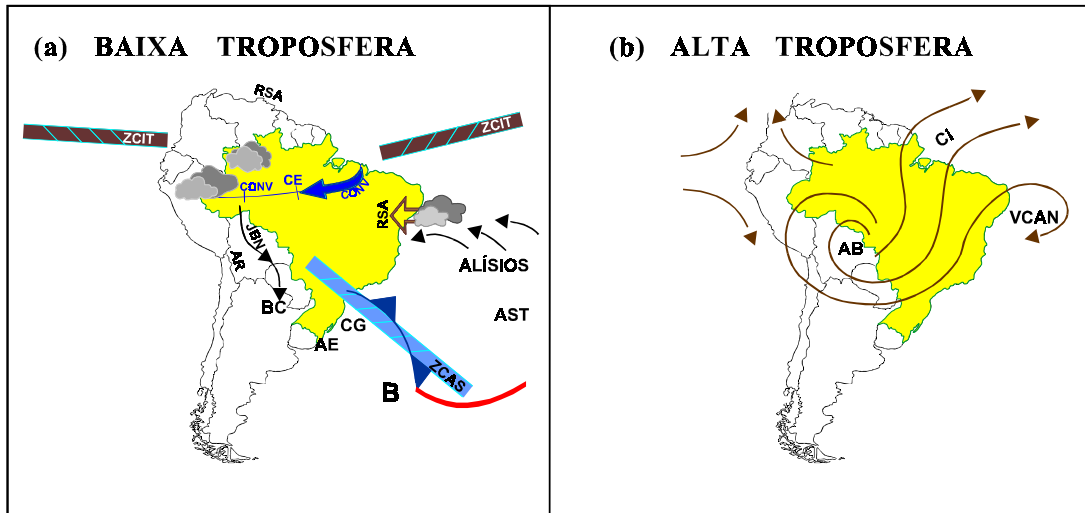 (a) BAIXA TROPOSFERA
RSA
ZCIT
ZCIT
CONV
CE
CONV
RSA
JBN
AR
ALÍSIOS
BC
AST
CG
AE
ZCAS
B
(b) ALTA TROPOSFERA
CI
VCAN
AB